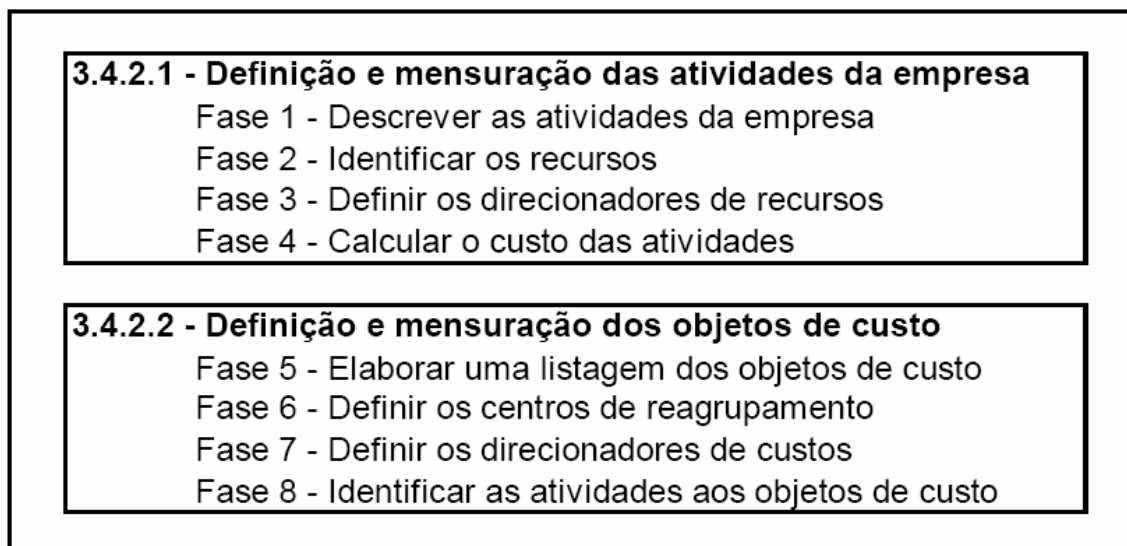 3.4.2.1 - Definição e mensuração das atividades da empresa
Fase 1 - Descrever as atividades da empresa
Fase 2 - Identificar os recursos
Fase 3 - Definir os direcionadores de recursos
Fase 4 - Calcular o custo das atividades
3.4.2.2 - Definição e mensuração dos objetos de custo
Fase 5 - Elaborar uma listagem dos objetos de custo
Fase 6 - Definir os centros de reagrupamento
Fase 7 - Definir os direcionadores de custos
Fase 8 - Identificar as atividades aos objetos de custo